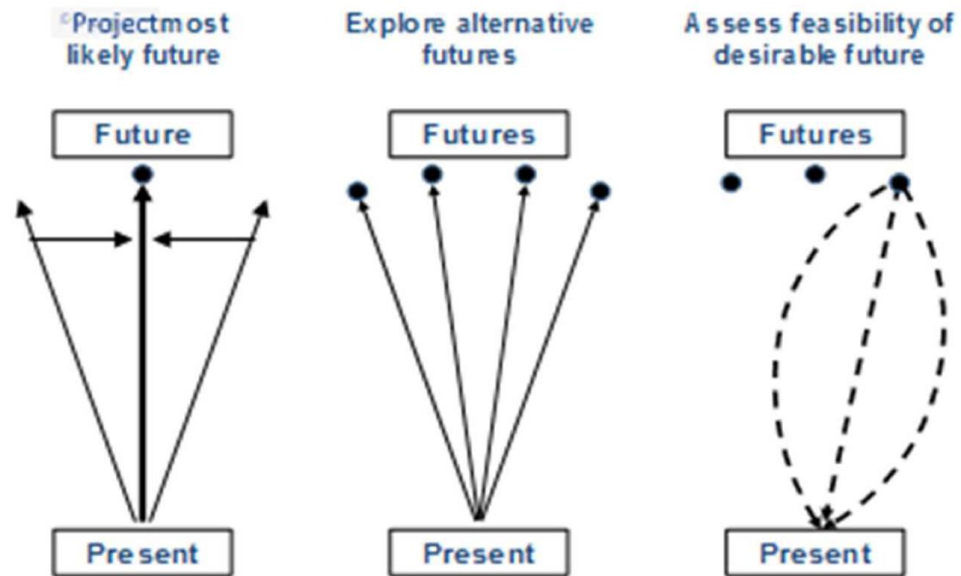 ©Projectmost
likely future
Explore alternative
futures
Assess feasibility of
desirable future
Future
Futures
Futures
Present
Present
Present